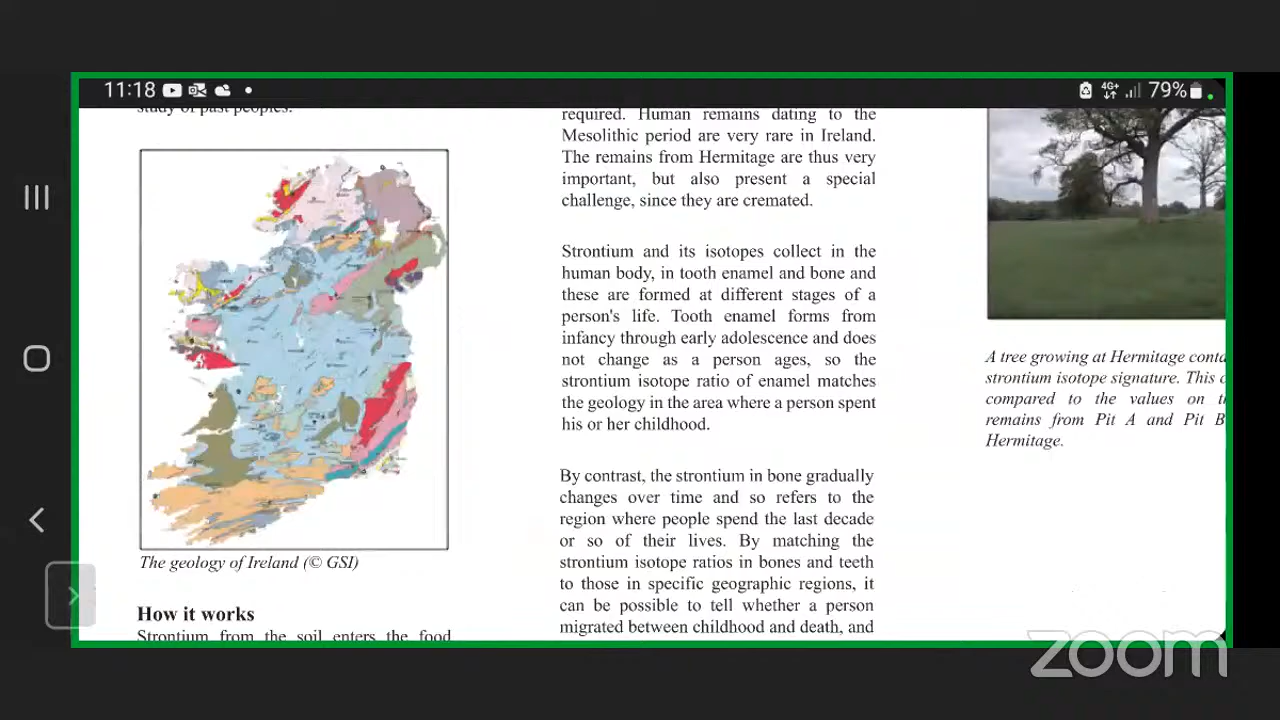 11:18
4G+
79%
study of past peoples.
The geology of Ireland (© GSI)
How it works
Strontium from the soil enters the food
required. Human remains dating to the
Mesolithic period are very rare in Ireland.
The remains from Hermitage are thus very
important, but also present a special
challenge, since they are cremated.
Strontium and its isotopes collect in the
human body, in tooth enamel and bone and
these are formed at different stages of a
person's life. Tooth enamel forms from
infancy through early adolescence and does
not change as a person ages, so the
strontium isotope ratio of enamel matches
the geology in the area where a person spent
his or her childhood.
By contrast, the strontium in bone gradually
changes over time and so refers to the
region where people spend the last decade
or so of their lives. By matching the
strontium isotope ratios in bones and teeth
to those in specific geographic regions, it
can be possible to tell whether a person
migrated between childhood and death, and
A tree growing at Hermitage conta
strontium isotope signature. This c
compared to the values on t
remains from Pit A and Pit B
Hermitage.
zoom